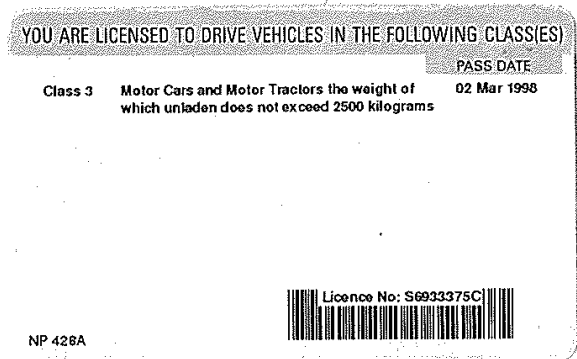 YOU ARE LICENSED TO DRIVE VEHICLES IN THE FOLLOWING CLASS(ES)
PASS DATE
Class 3 Motor Cars and Motor Tractors the weight of 02 Mar 1998
which unladen does not exceed 2500 kilograms
Licence No: S6933375C
NP 428A